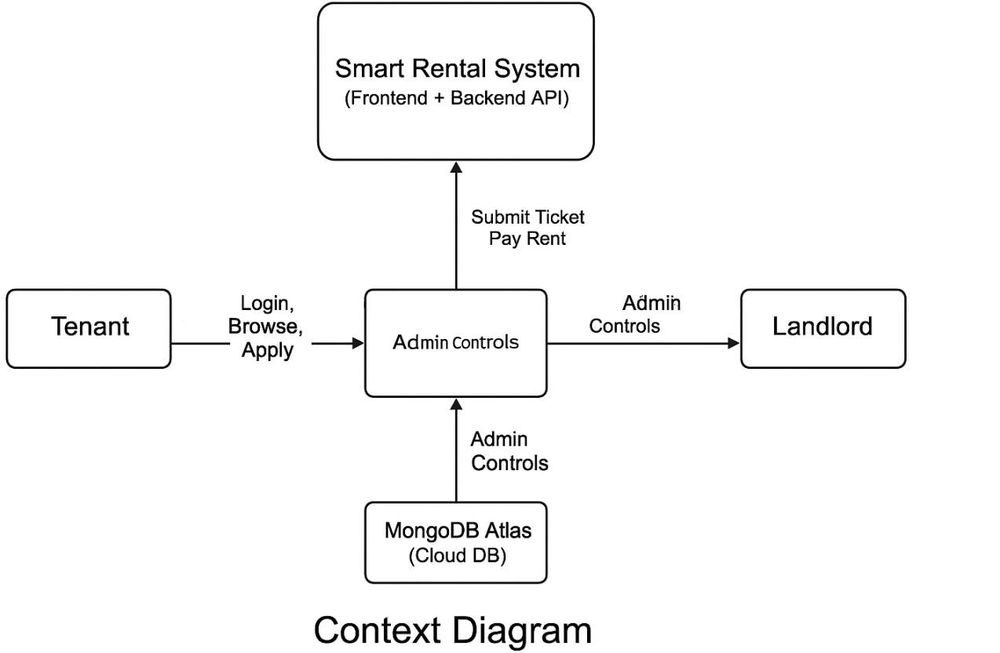 Smart Rental System
(Frontend + Backend API)
Submit Ticket
Pay Rent
Tenant
Login,
Browse,
Apply
Admin Controls
Admin
Controls
Landlord
Admin
Controls
MongoDB Atlas
(Cloud DB)
Context Diagram